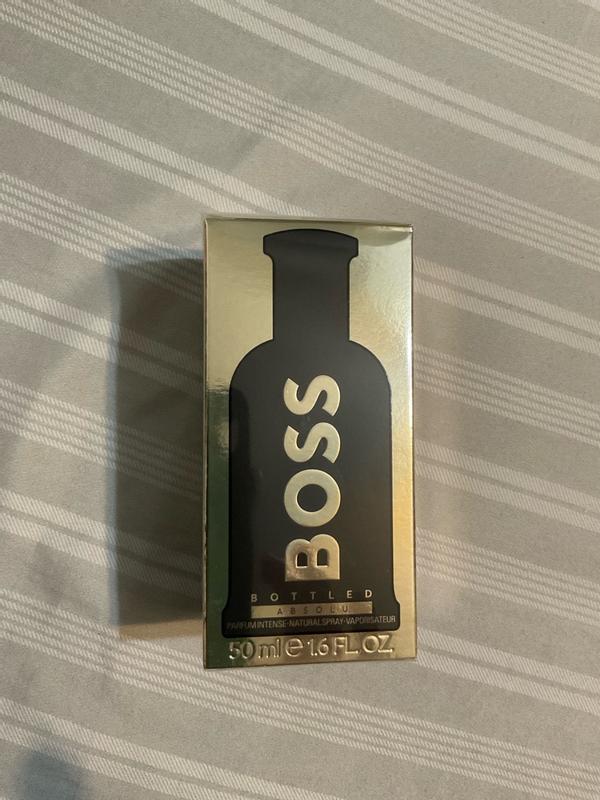 BOSS
BOTTLED
ABSOLU
PARFUM INTENSE·NATURAL SPRAY·VAPORISATEUR
50 ml ℮ 1.6 FL. OZ.